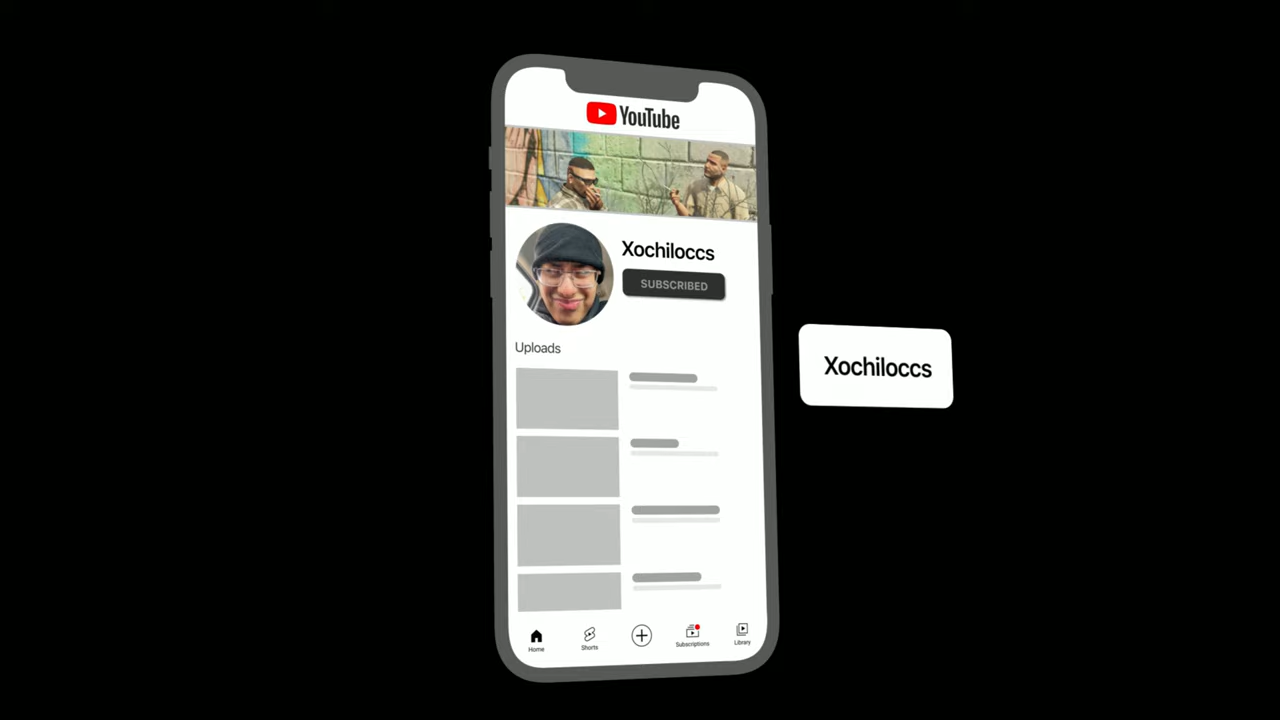 YouTube
Xochiloccs
SUBSCRIBED
Uploads
Xochiloccs
Home
Shorts
Subscriptions
Library